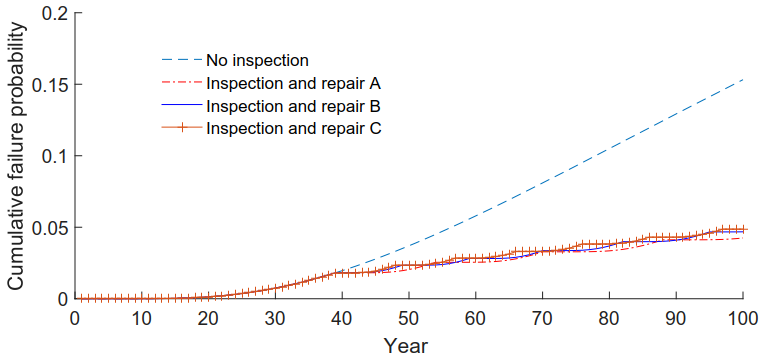 Cumulative failure probability
0.2
0.15
0.1
0.05
0
No inspection
Inspection and repair A
Inspection and repair B
Inspection and repair C
0 10 20 30 40 50 60 70 80 90 100
Year